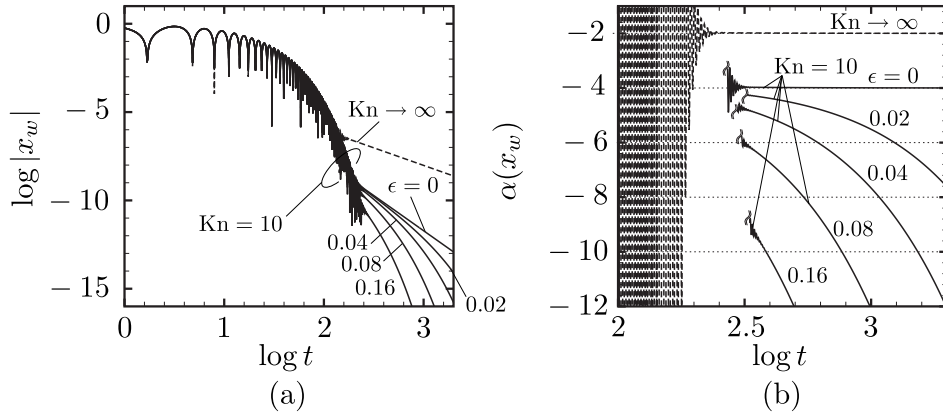 0
− 5
− 10
− 15
log |x_w|
0
1
2
3
log t
Kn → ∞
Kn = 10
ϵ = 0
0.04
0.08
0.16
0.02
(a)
−2
−4
−6
−8
−10
−12
α(x_w)
2
2.5
3
log t
Kn → ∞
Kn = 10
ϵ = 0
0.02
0.04
0.08
0.16
(b)